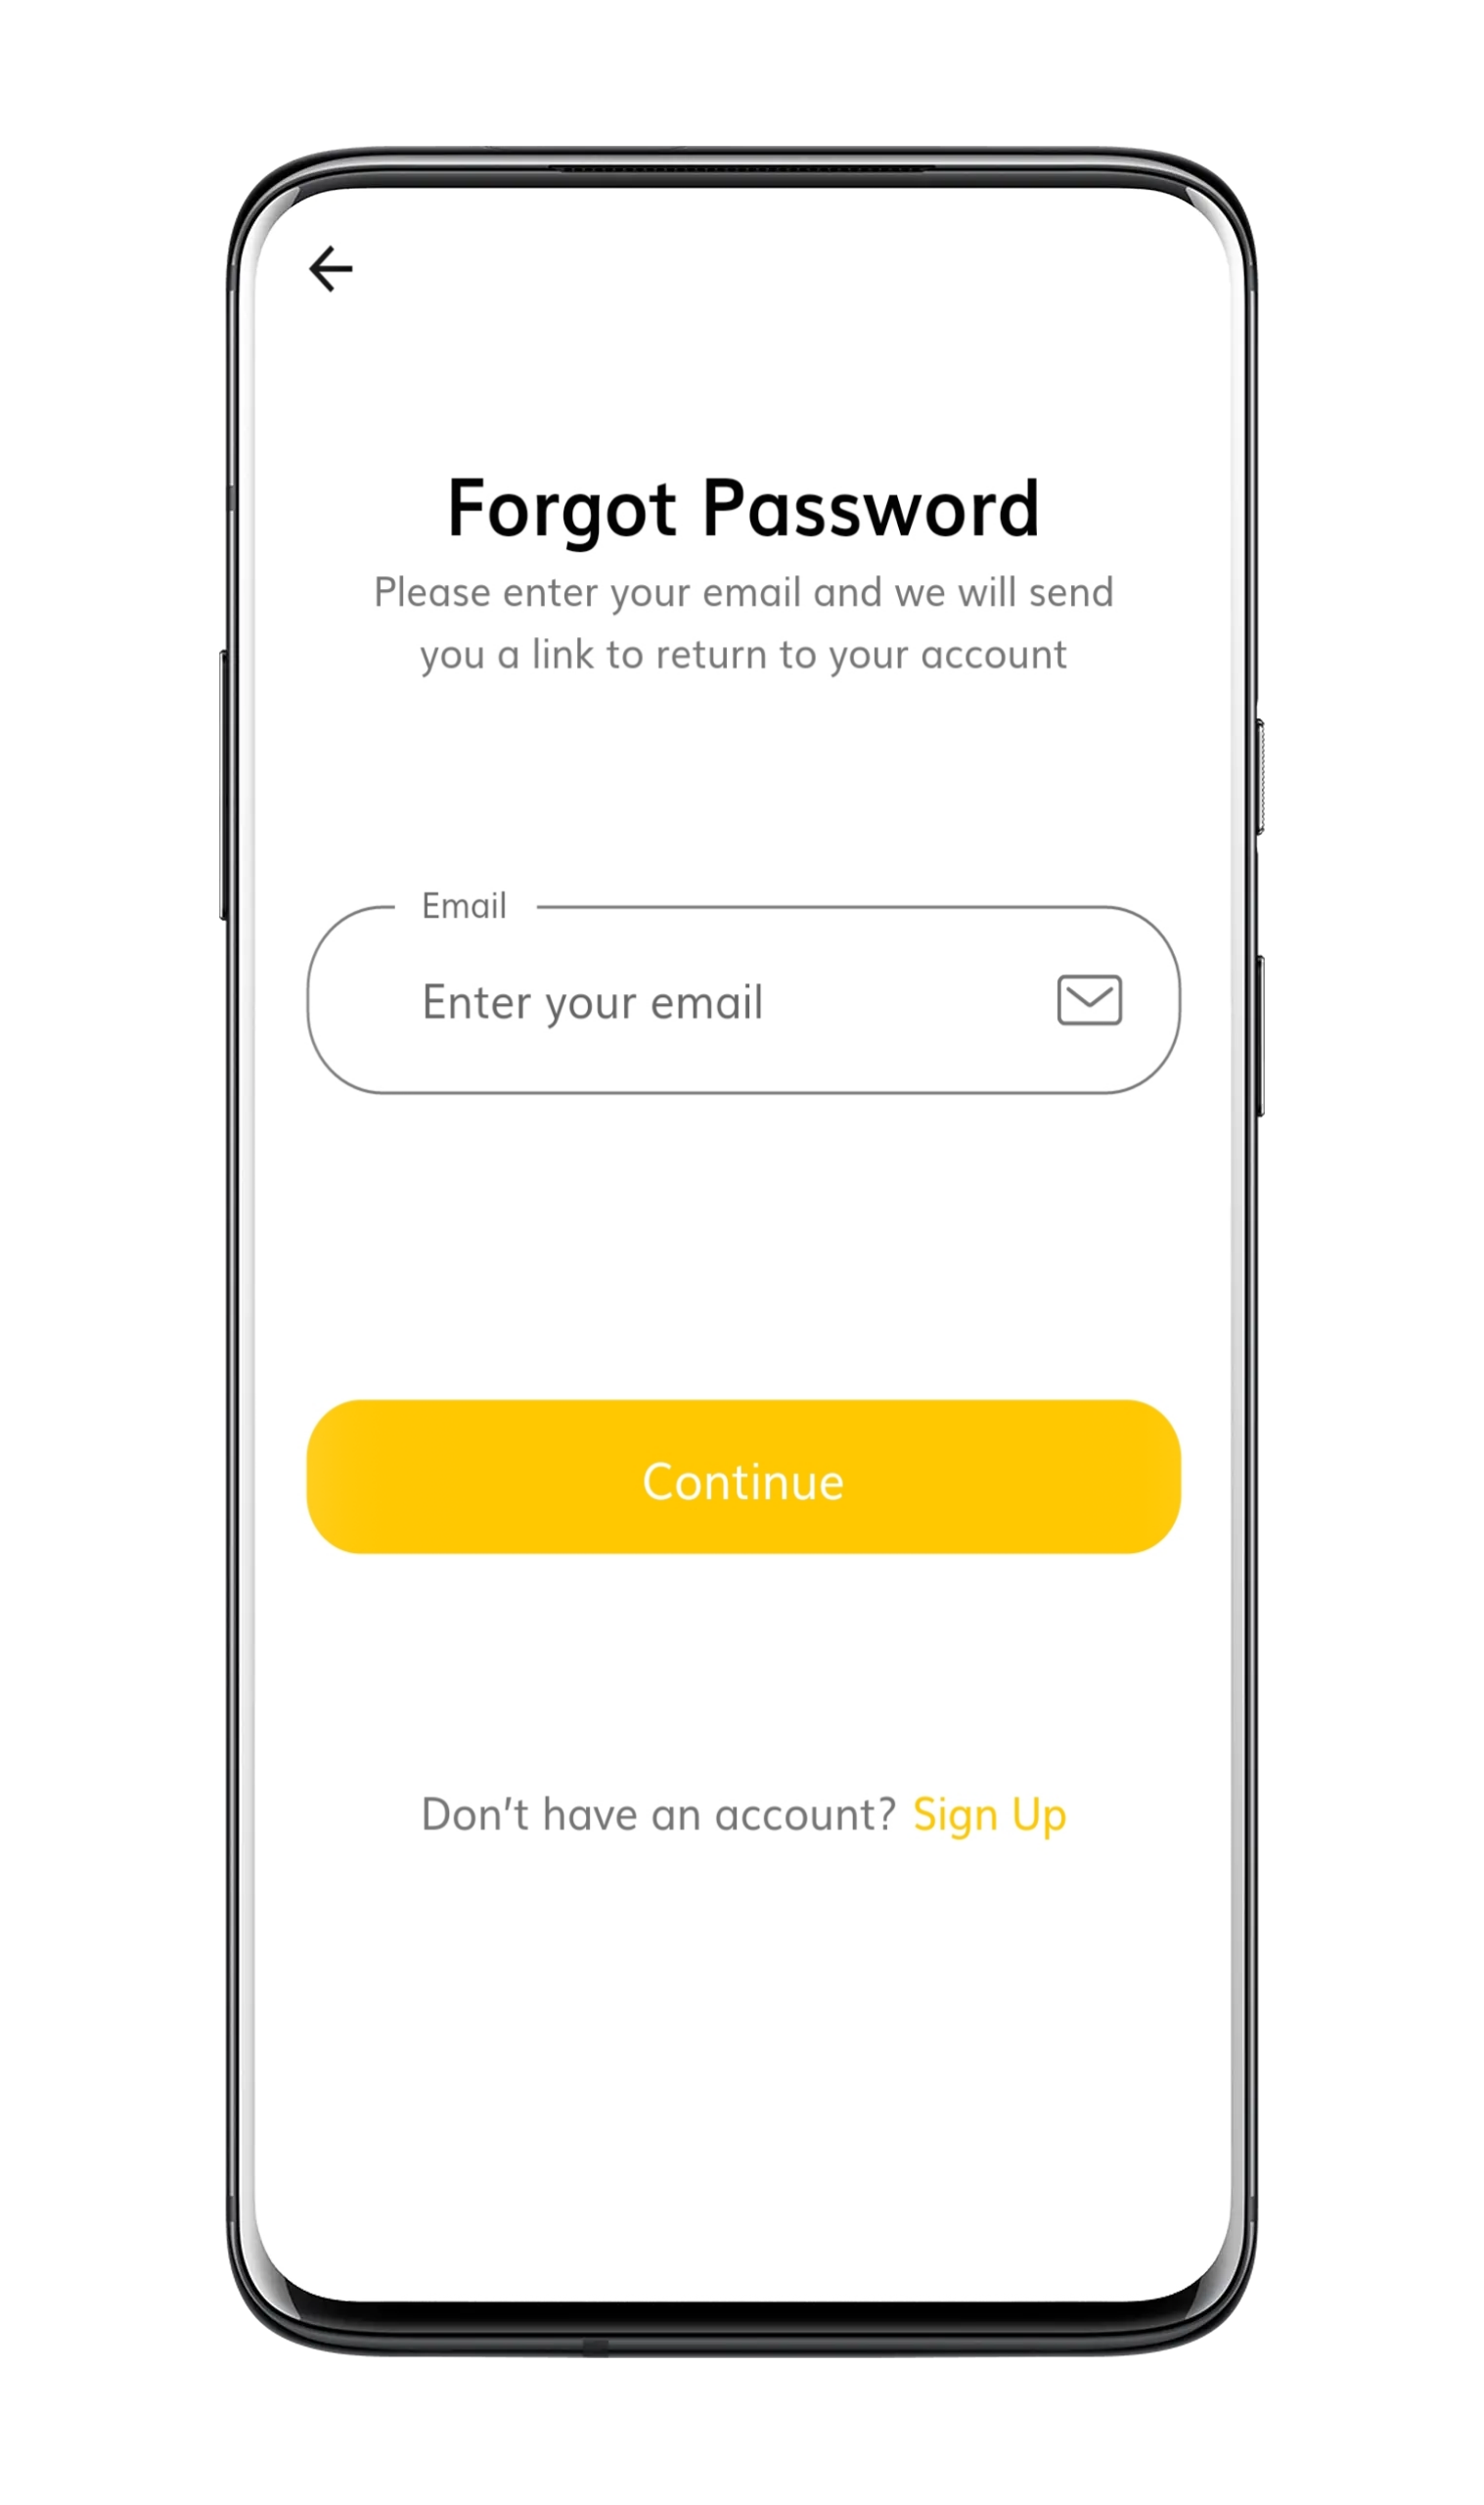 Forgot Password
Please enter your email and we will send
you a link to return to your account
Email
Enter your email
Continue
Don't have an account? Sign Up